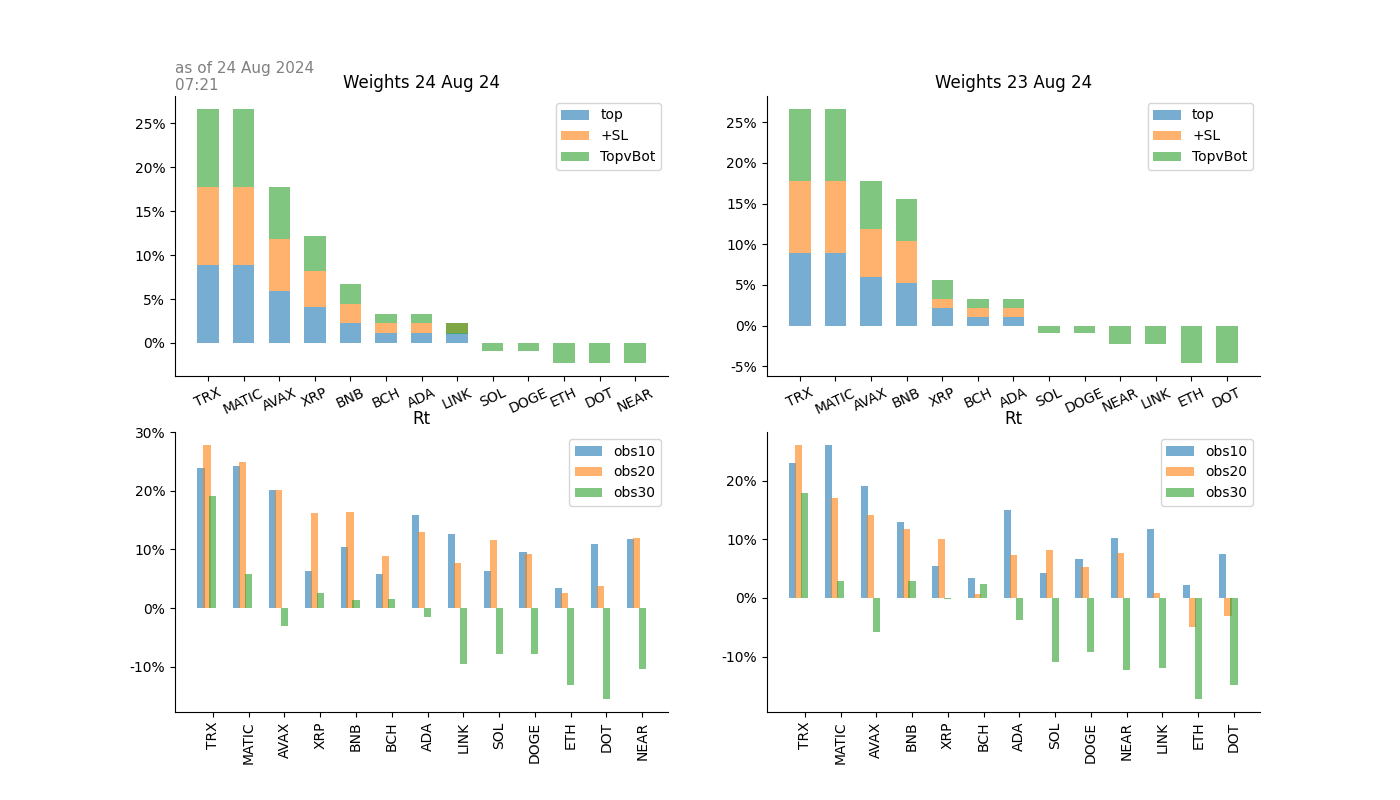 as of 24 Aug 2024
07:21
Weights 24 Aug 24
25%
20%
15%
10%
5%
0%
top
+SL
TopvBot
TRX MATIC AVAX XRP BNB BCH ADA LINK SOL DOGE ETH DOT NEAR
Weights 23 Aug 24
25%
20%
15%
10%
5%
0%
-5%
top
+SL
TopvBot
TRX MATIC AVAX BNB XRP BCH ADA SOL DOGE NEAR LINK ETH DOT
Rt
30%
20%
10%
0%
-10%
obs10
obs20
obs30
TRX MATIC AVAX XRP BNB BCH ADA LINK SOL DOGE ETH DOT NEAR
Rt
20%
10%
0%
-10%
obs10
obs20
obs30
TRX MATIC AVAX BNB XRP BCH ADA SOL DOGE NEAR LINK ETH DOT